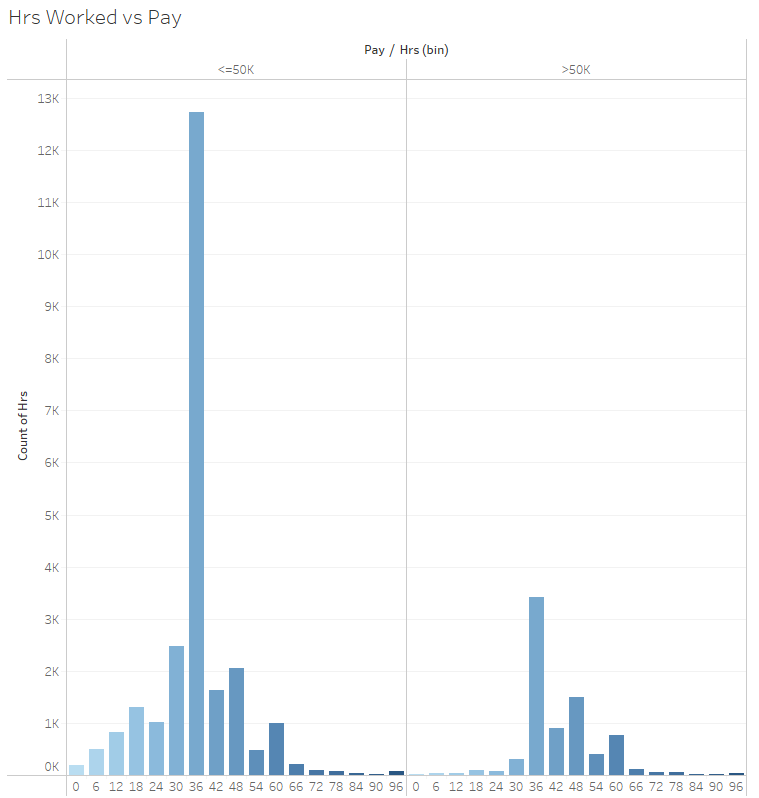 Hrs Worked vs Pay
Pay / Hrs (bin)
<=50K >50K
13K
12K
11K
10K
9K
8K
7K
6K
5K
4K
3K
2K
1K
0K
Count of Hrs
0 6 12 18 24 30 36 42 48 54 60 66 72 78 84 90 96 0 6 12 18 24 30 36 42 48 54 60 66 72 78 84 90 96